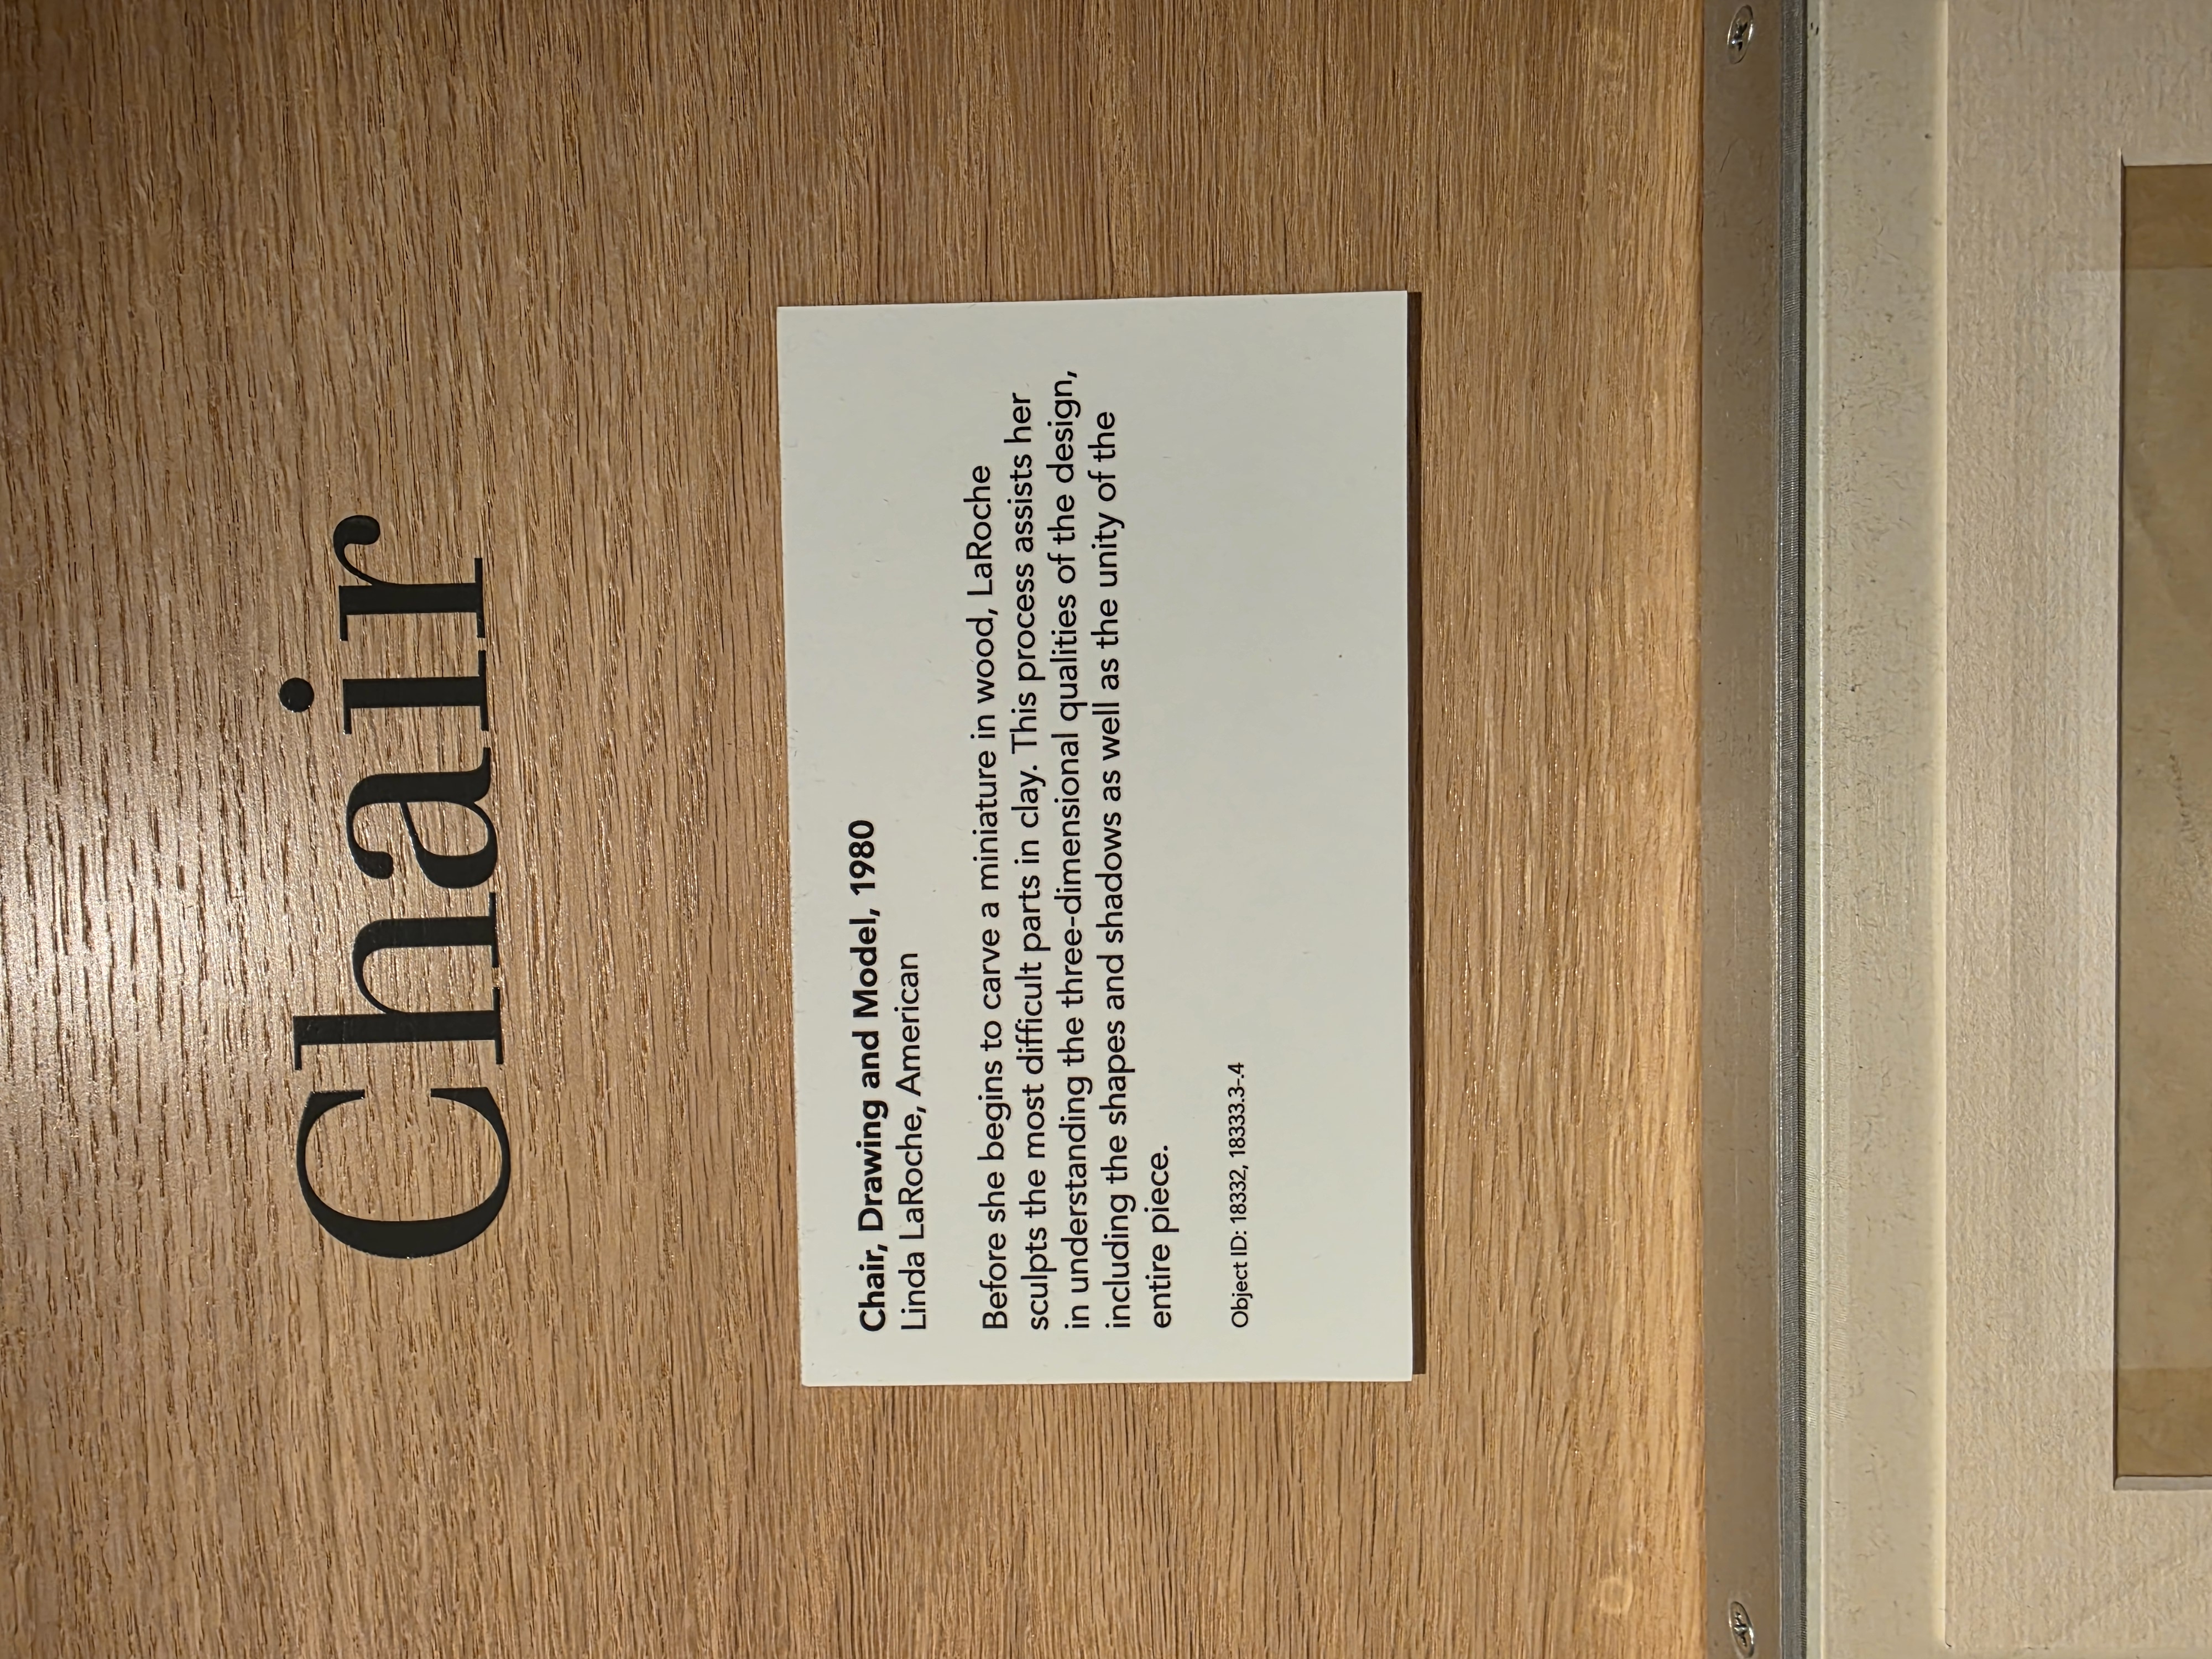 Chair
Chair, Drawing and Model, 1980
Linda LaRoche, American
Before she begins to carve a miniature in wood, LaRoche
sculpts the most difficult parts in clay. This process assists her
in understanding the three-dimensional qualities of the design,
including the shapes and shadows as well as the unity of the
entire piece.
Object ID: 18332, 18333.3-.4